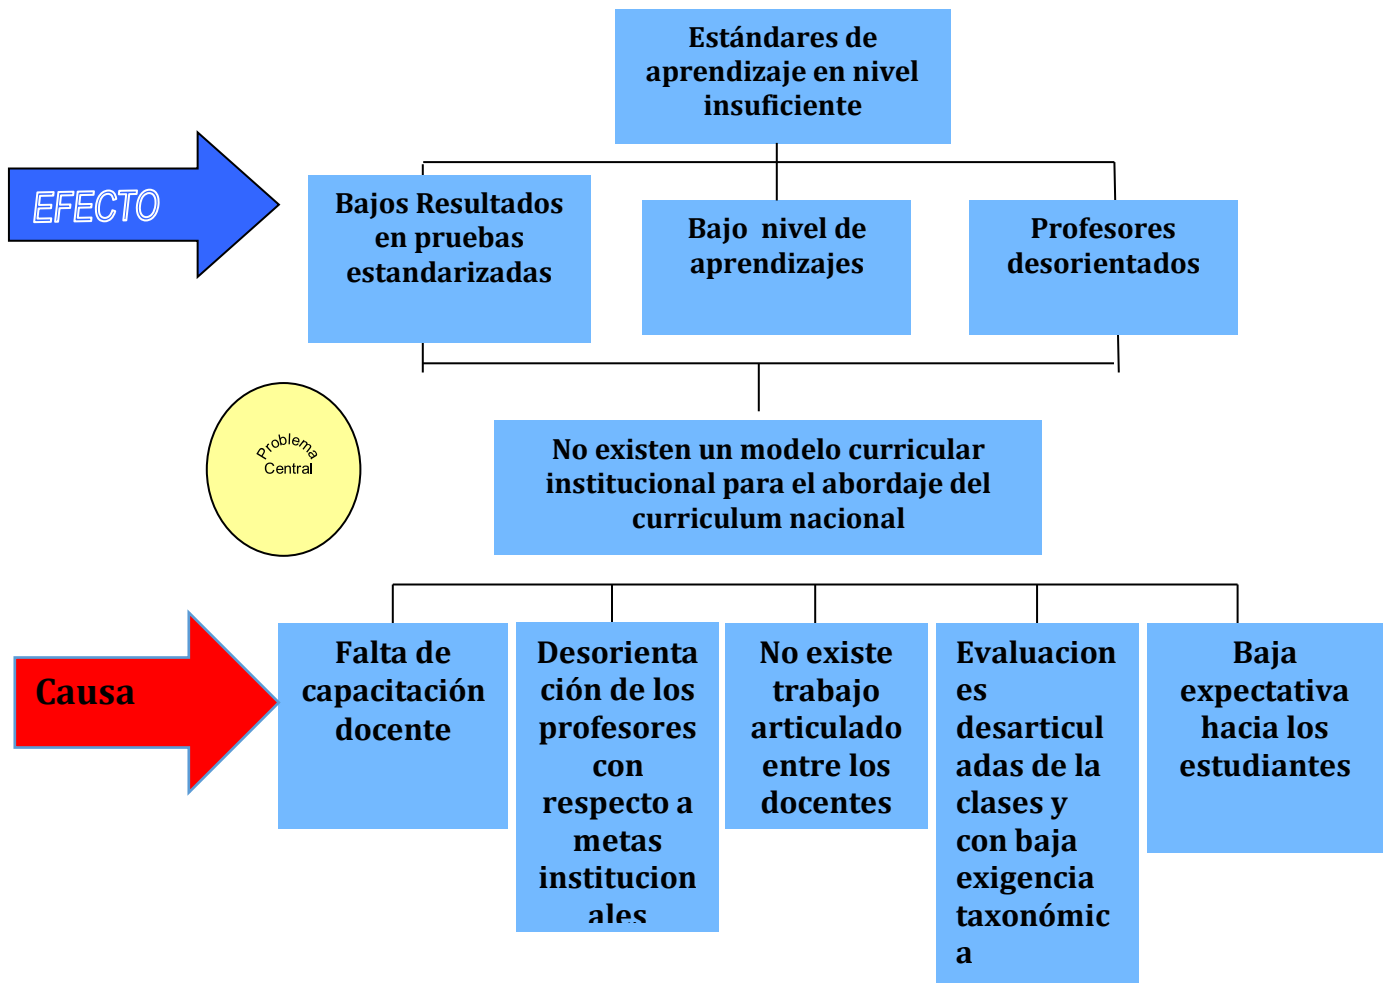 Estándares de
aprendizaje en nivel
insuficiente
EFECTO
Bajos Resultados
en pruebas
estandarizadas
Bajo nivel de
aprendizajes
Profesores
desorientados
Problema
Central
No existen un modelo curricular
institucional para el abordaje del
curriculum nacional
Causa
Falta de
capacitación
docente
Desorienta
ción de los
profesores
con
respecto a
metas
institucion
ales
No existe
trabajo
articulado
entre los
docentes
Evaluacion
es
desarticul
adas de la
clases y
con baja
exigencia
taxonómic
a
Baja
expectativa
hacia los
estudiantes